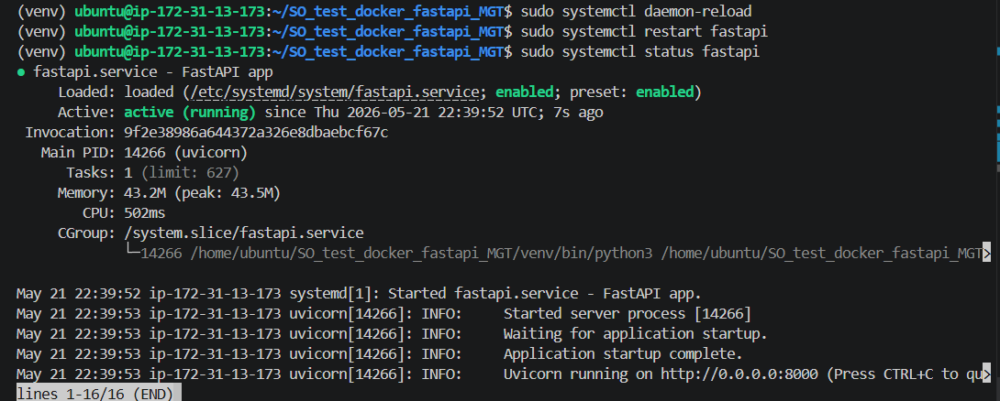 (venv) ubuntu@ip-172-31-13-173:~/SO_test_docker_fastapi_MGT$ sudo systemctl daemon-reload
(venv) ubuntu@ip-172-31-13-173:~/SO_test_docker_fastapi_MGT$ sudo systemctl restart fastapi
(venv) ubuntu@ip-172-31-13-173:~/SO_test_docker_fastapi_MGT$ sudo systemctl status fastapi
● fastapi.service - FastAPI app
     Loaded: loaded (/etc/systemd/system/fastapi.service; enabled; preset: enabled)
     Active: active (running) since Thu 2026-05-21 22:39:52 UTC; 7s ago
 Invocation: 9f2e38986a644372a326e8dbaebcf67c
   Main PID: 14266 (uvicorn)
      Tasks: 1 (limit: 627)
     Memory: 43.2M (peak: 43.5M)
        CPU: 502ms
     CGroup: /system.slice/fastapi.service
             └─14266 /home/ubuntu/SO_test_docker_fastapi_MGT/venv/bin/python3 /home/ubuntu/SO_test_docker_fastapi_MGT>

May 21 22:39:52 ip-172-31-13-173 systemd[1]: Started fastapi.service - FastAPI app.
May 21 22:39:53 ip-172-31-13-173 uvicorn[14266]: INFO:     Started server process [14266]
May 21 22:39:53 ip-172-31-13-173 uvicorn[14266]: INFO:     Waiting for application startup.
May 21 22:39:53 ip-172-31-13-173 uvicorn[14266]: INFO:     Application startup complete.
May 21 22:39:53 ip-172-31-13-173 uvicorn[14266]: INFO:     Uvicorn running on http://0.0.0.0:8000 (Press CTRL+C to qu>
lines 1-16/16 (END)